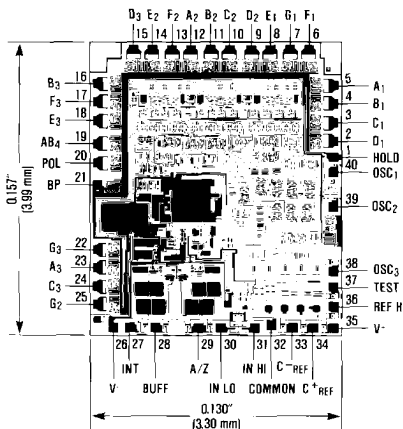 D3 E2 F2 A2 B2 C2 D2 E1 G1 F1
15 14 13 12 11 10 9 8 7 6
16 B3
17 F3
18 E3
19 AB4
20 POL
21 BP
22 G3
23 A3
24 C3
25 G2
5 A1
4 B1
3 C1
2 D1
1 HOLD
40 OSC1
39 OSC2
38 OSC3
37 TEST
36 REF H
35 V-
26 27 28 29 30 31 32 33 34
INT A/Z IN HI C-REF
V- BUFF IN LO COMMON C+REF
0.157"
(3.99 mm)
0.130"
(3.30 mm)